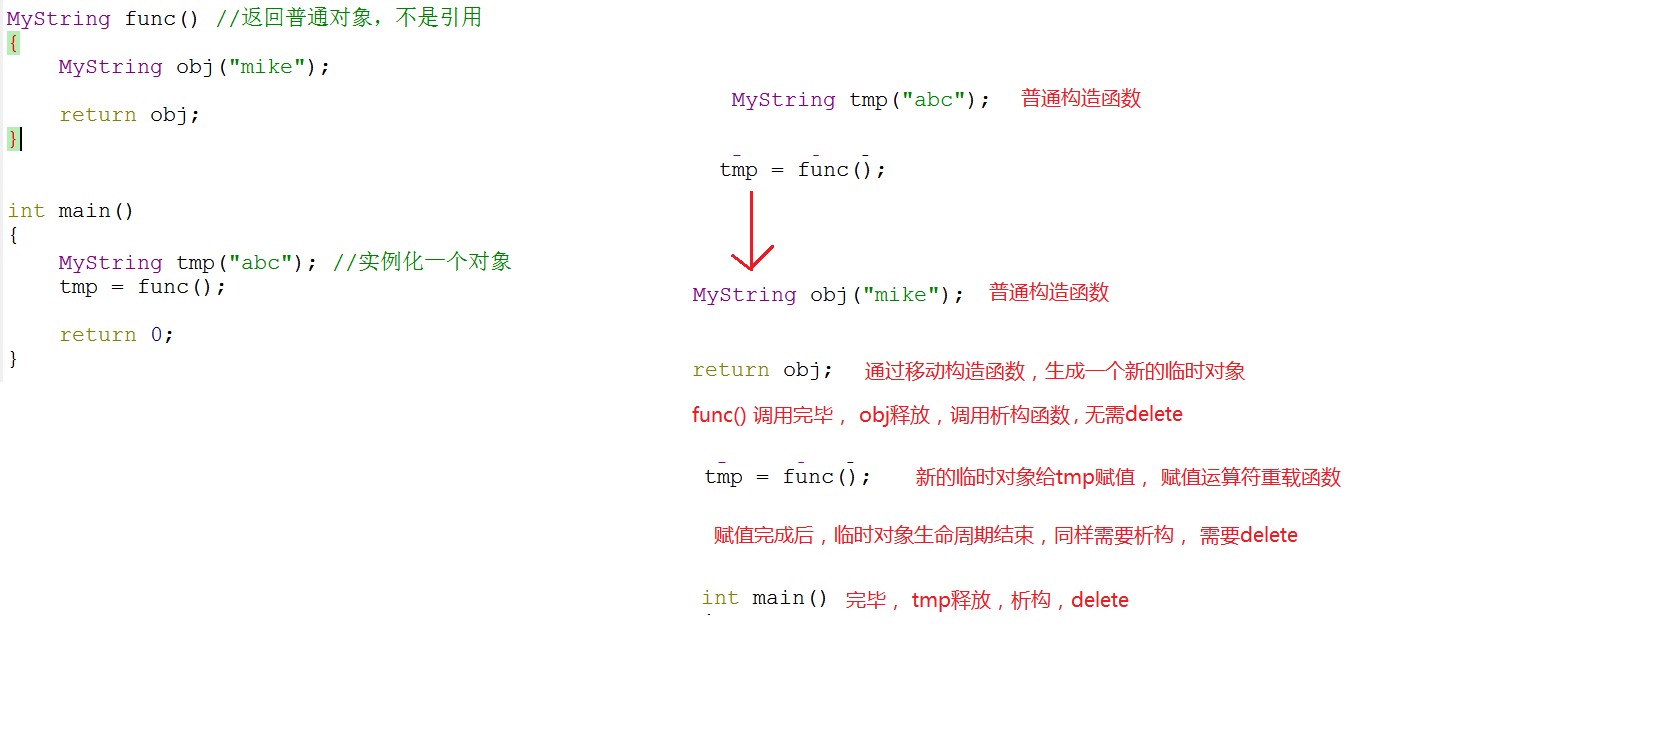 MyString func() //返回普通对象，不是引用
{
MyString obj("mike");
return obj;
}
int main()
{
MyString tmp("abc"); //实例化一个对象
tmp = func();
return 0;
}
MyString tmp("abc"); 普通构造函数
tmp = func();
MyString obj("mike"); 普通构造函数
return obj; 通过移动构造函数，生成一个新的临时对象
func() 调用完毕， obj释放，调用析构函数，无需delete
tmp = func(); 新的临时对象给tmp赋值， 赋值运算符重载函数
赋值完成后，临时对象生命周期结束，同样需要析构， 需要delete
int main() 完毕， tmp释放，析构，delete